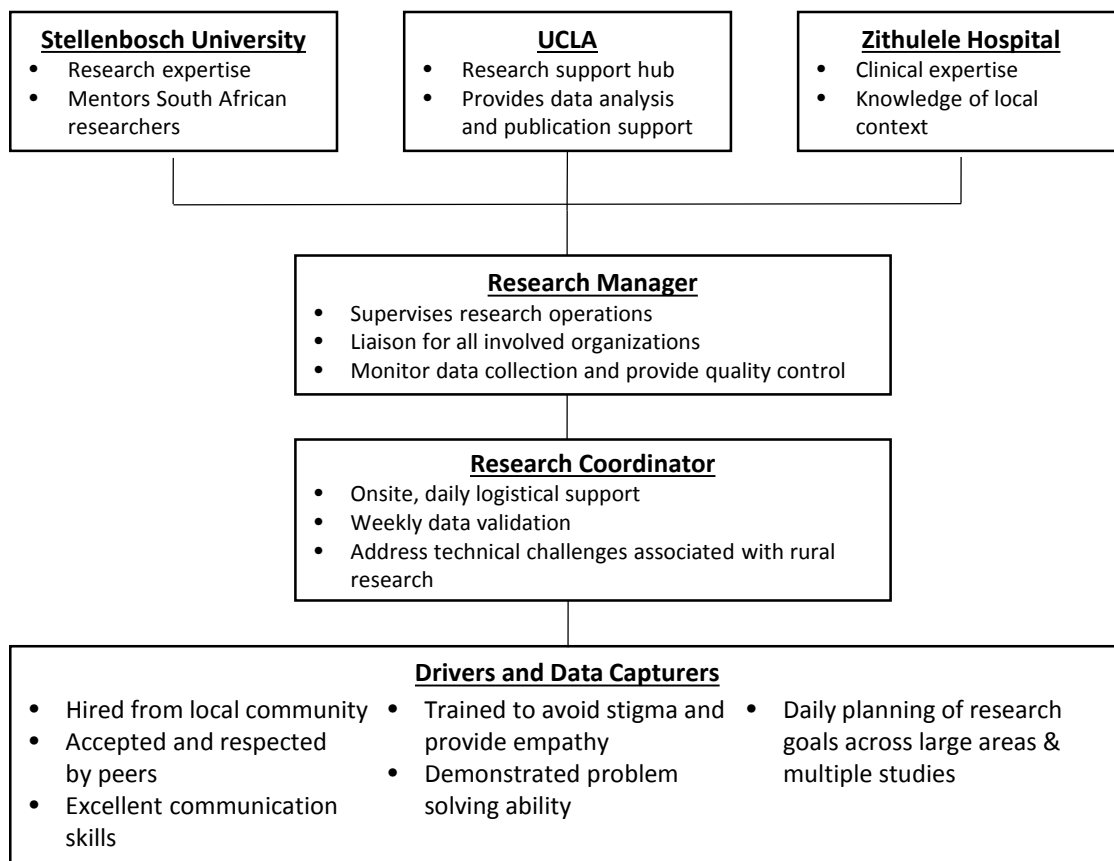 Stellenbosch University
• Research expertise
• Mentors South African
researchers
UCLA
• Research support hub
• Provides data analysis
and publication support
Zithulele Hospital
• Clinical expertise
• Knowledge of local
context
Research Manager
• Supervises research operations
• Liaison for all involved organizations
• Monitor data collection and provide quality control
Research Coordinator
• Onsite, daily logistical support
• Weekly data validation
• Address technical challenges associated with rural
research
Drivers and Data Capturers
• Hired from local community
• Accepted and respected
by peers
• Excellent communication
skills
• Trained to avoid stigma and
provide empathy
• Demonstrated problem
solving ability
• Daily planning of research
goals across large areas &
multiple studies